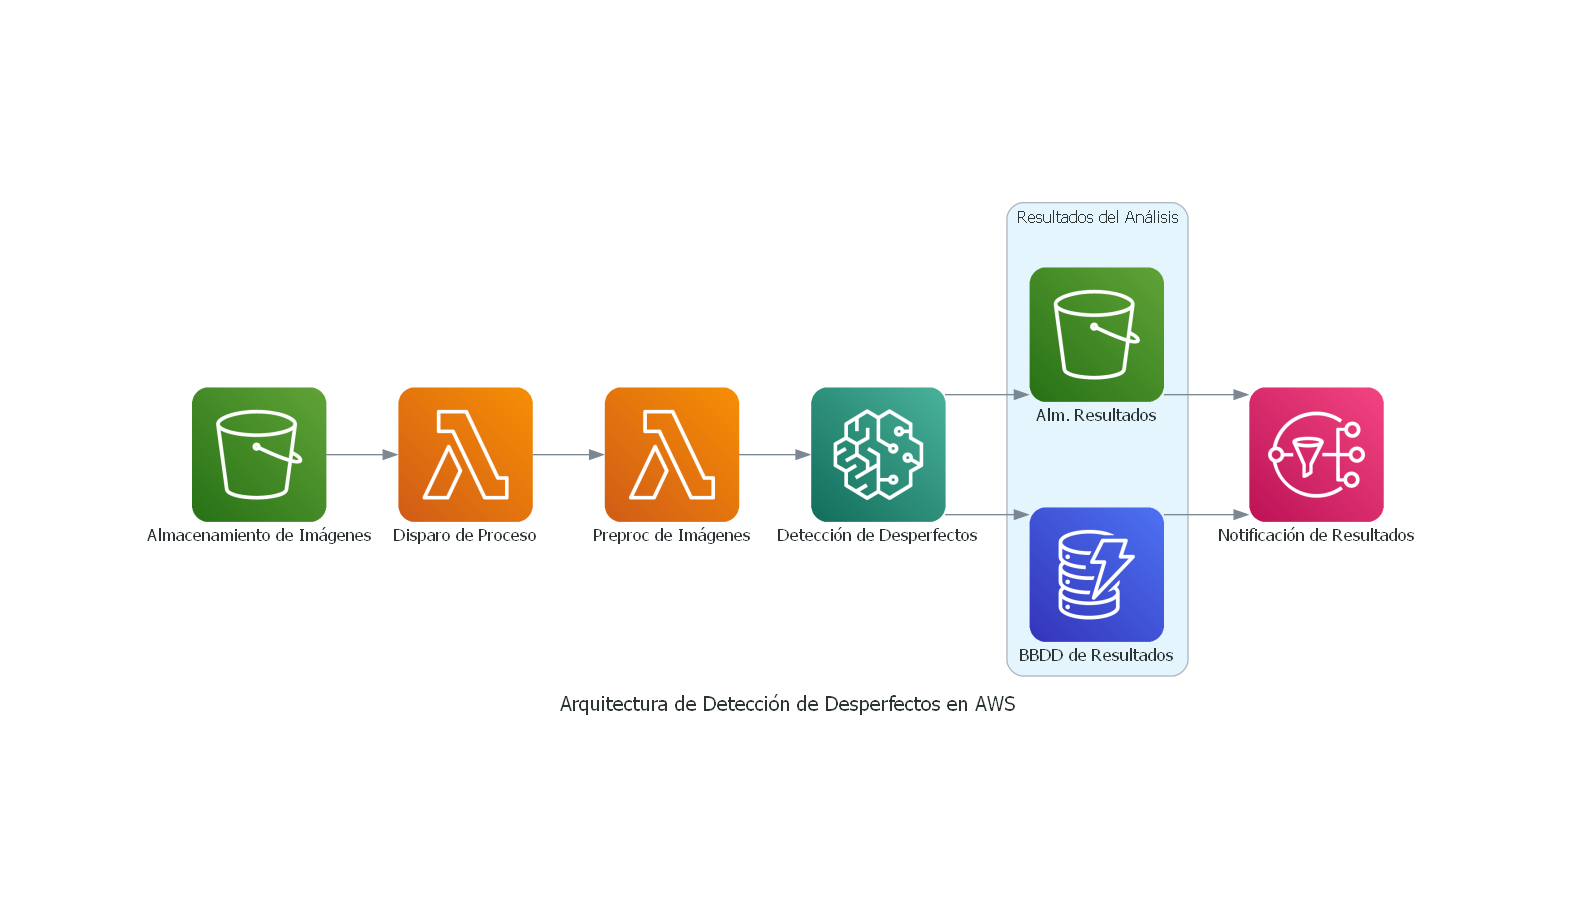 Resultados del Análisis
Alm. Resultados
Almacenamiento de Imágenes
Disparo de Proceso
Preproc de Imágenes
Detección de Desperfectos
Notificación de Resultados
BBDD de Resultados
Arquitectura de Detección de Desperfectos en AWS